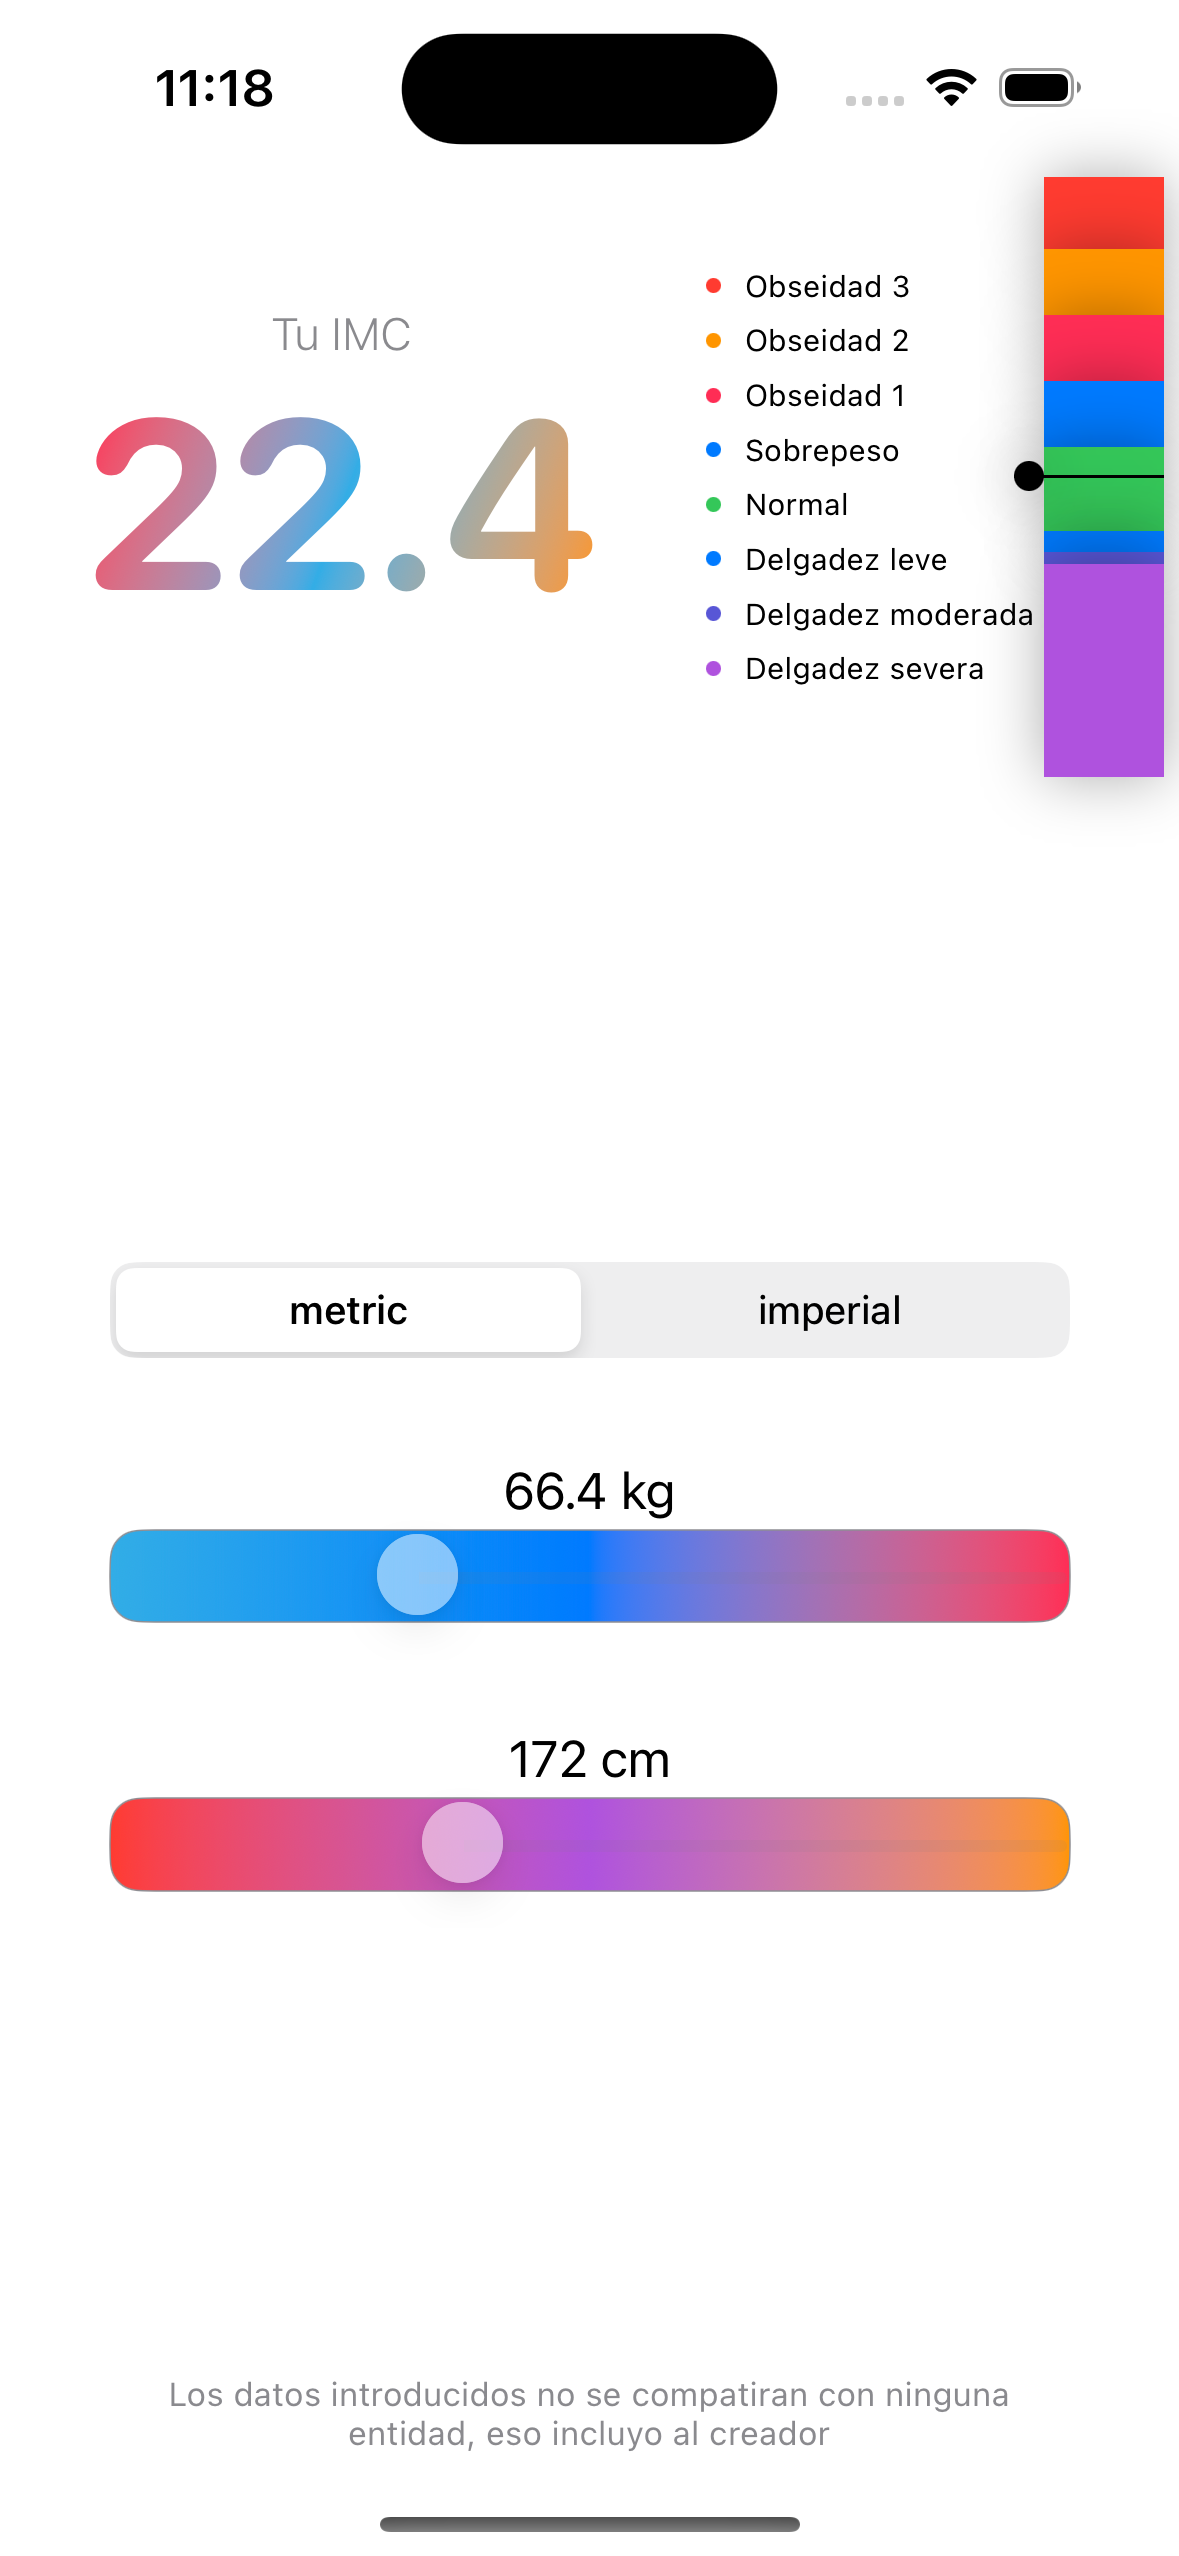 11:18
Tu IMC
22.4
Obseidad 3
Obseidad 2
Obseidad 1
Sobrepeso
Normal
Delgadez leve
Delgadez moderada
Delgadez severa
metric
imperial
66.4 kg
172 cm
Los datos introducidos no se compatiran con ninguna
entidad, eso incluyo al creador